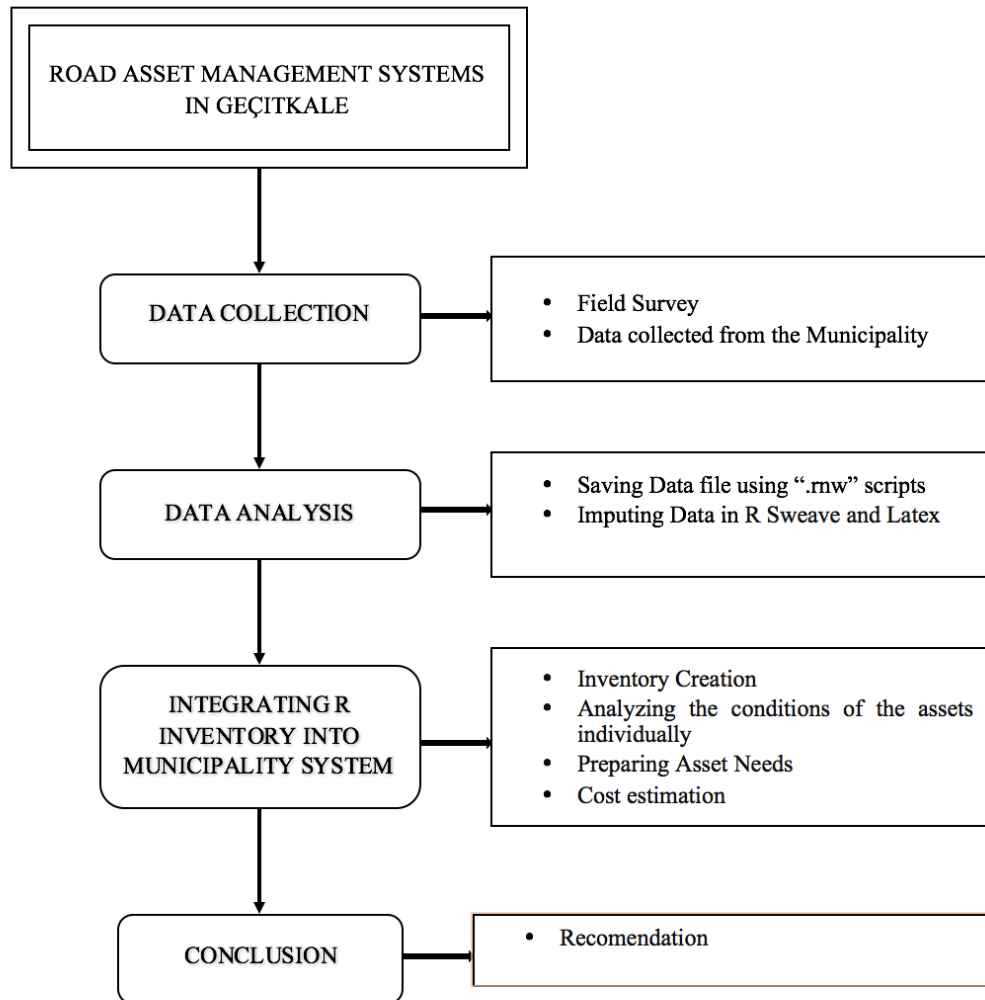 ROAD ASSET MANAGEMENT SYSTEMS
IN GEÇITKALE
DATA COLLECTION
• Field Survey
• Data collected from the Municipality
DATA ANALYSIS
• Saving Data file using “.rnw” scripts
• Imputing Data in R Sweave and Latex
INTEGRATING R
INVENTORY INTO
MUNICIPALITY SYSTEM
• Inventory Creation
• Analyzing the conditions of the assets
individually
• Preparing Asset Needs
• Cost estimation
CONCLUSION
• Recomendation